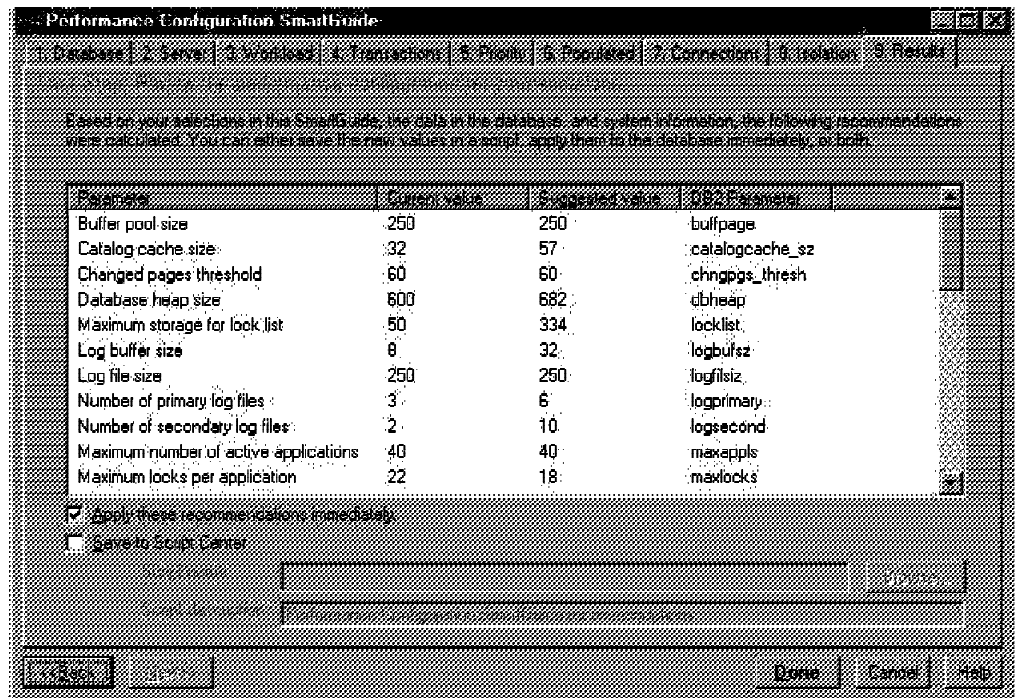 Performance Configuration SmartGuide
1. Database 2. Server 3. Workload 4. Transactions 5. Priority 6. Populated 7. Connections 8. Isolation 9. Results
Based on your selections in this SmartGuide, the data in the database, and system information, the following recommendations
were calculated. You can either save the new values in a script, apply them to the database immediately, or both.
Parameter Current value Suggested value DB2 Parameter
Buffer pool size 250 250 buffpage
Catalog cache size 32 57 catalogcache_sz
Changed pages threshold 60 60 chngpgs_thresh
Database heap size 600 682 dbheap
Maximum storage for lock list 50 334 locklist
Log buffer size 8 32 logbufsz
Log file size 250 250 logfilsiz
Number of primary log files 3 6 logprimary
Number of secondary log files 2 10 logsecond
Maximum number of active applications 40 40 maxappls
Maximum locks per application 22 18 maxlocks
Apply these recommendations immediately.
Save to Script Center
Back Done Cancel Help